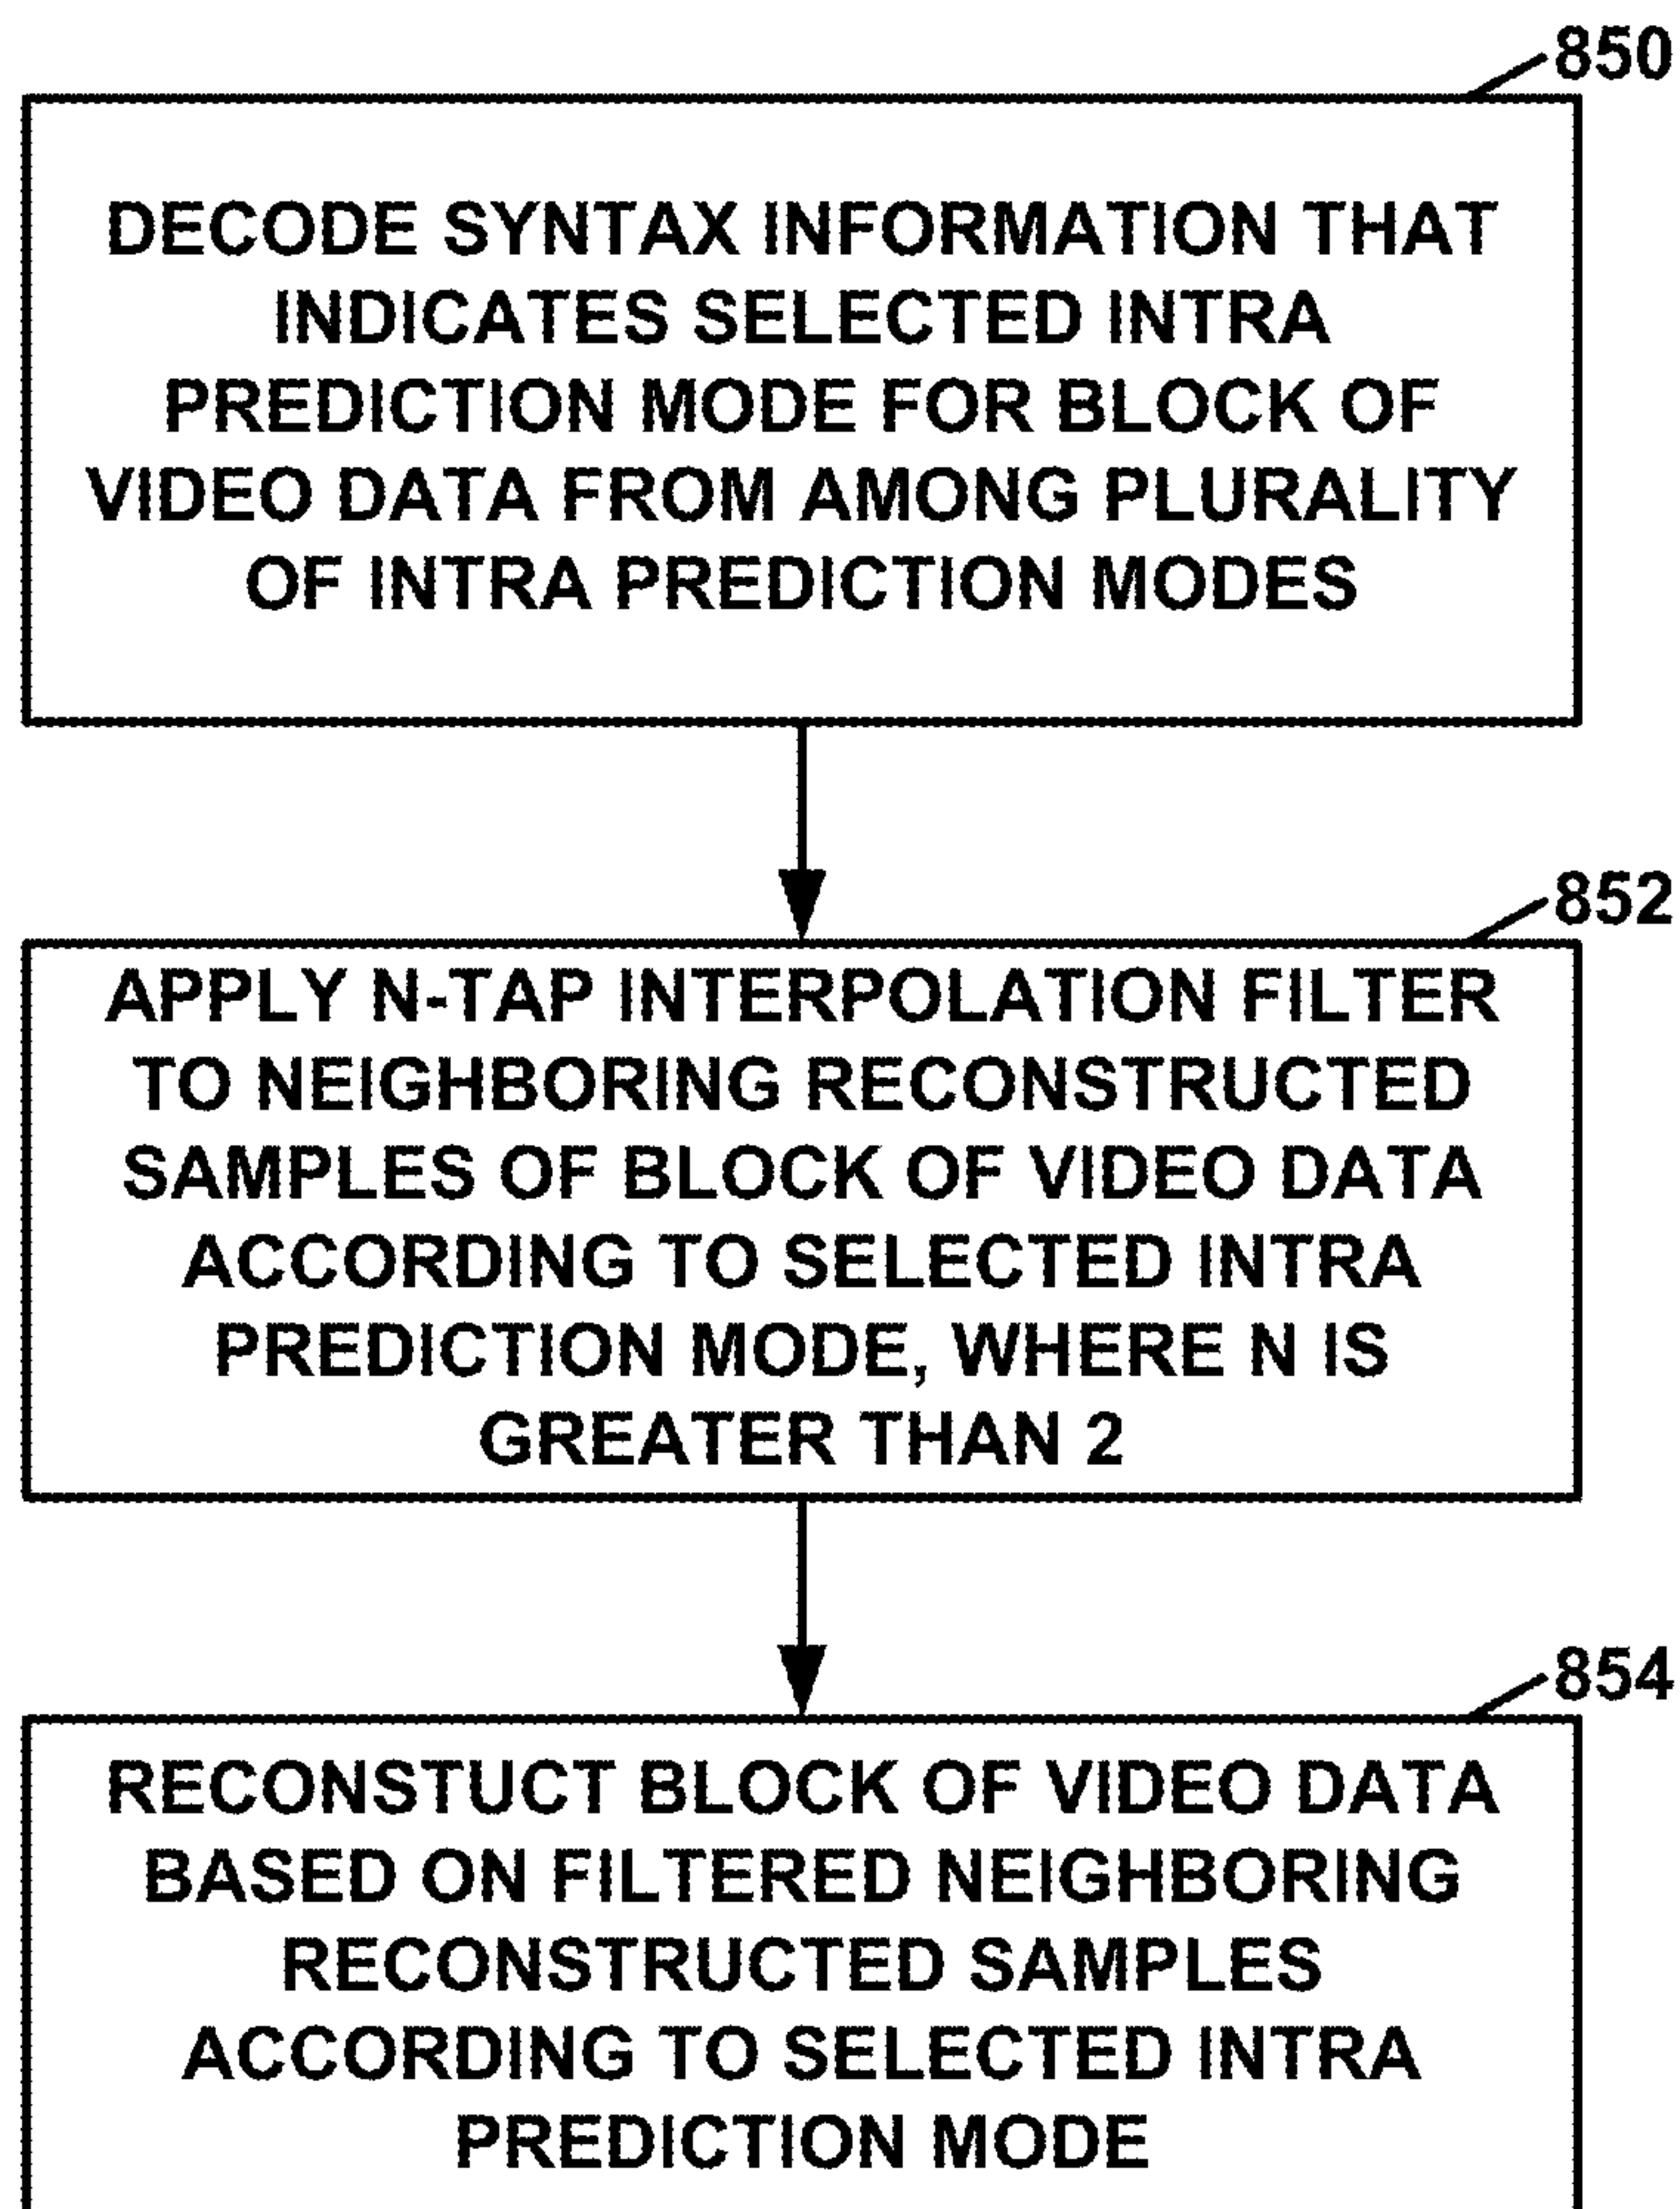 850
DECODE SYNTAX INFORMATION THAT
INDICATES SELECTED INTRA
PREDICTION MODE FOR BLOCK OF
VIDEO DATA FROM AMONG PLURALITY
OF INTRA PREDICTION MODES
852
APPLY N-TAP INTERPOLATION FILTER
TO NEIGHBORING RECONSTRUCTED
SAMPLES OF BLOCK OF VIDEO DATA
ACCORDING TO SELECTED INTRA
PREDICTION MODE, WHERE N IS
GREATER THAN 2
854
RECONSTUCT BLOCK OF VIDEO DATA
BASED ON FILTERED NEIGHBORING
RECONSTRUCTED SAMPLES
ACCORDING TO SELECTED INTRA
PREDICTION MODE